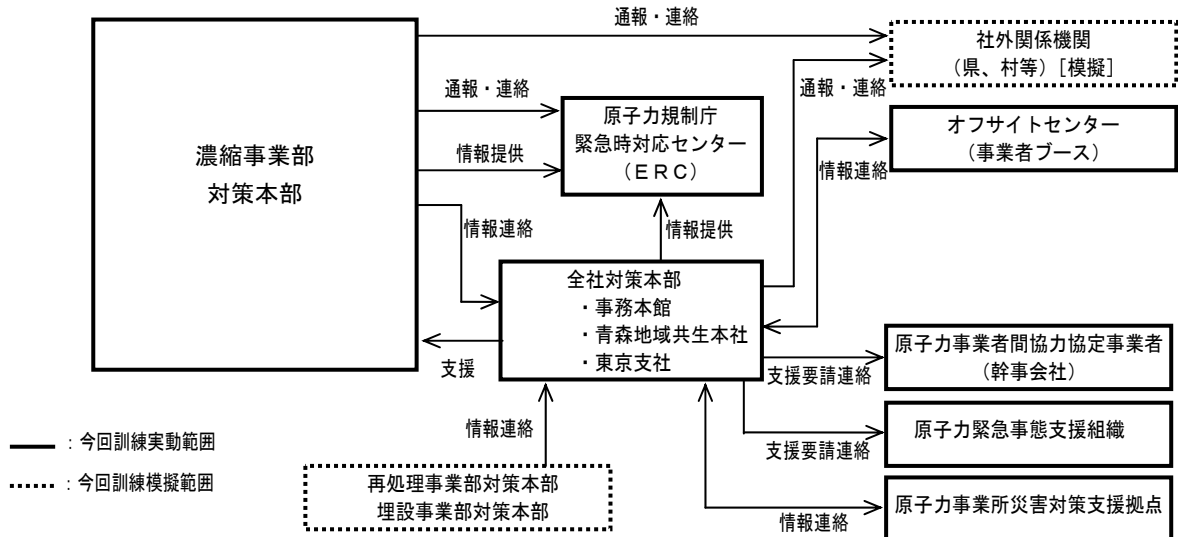 濃縮事業部
対策本部
通報・連絡
社外関係機関
（県、村等）[模擬]
通報・連絡
通報・連絡
原子力規制庁
緊急時対応センター
（ＥＲＣ）
情報提供
オフサイトセンター
（事業者ブース）
情報連絡
情報連絡
情報提供
全社対策本部
・事務本館
・青森地域共生本社
・東京支社
支援
原子力事業者間協力協定事業者
（幹事会社）
支援要請連絡
原子力緊急事態支援組織
支援要請連絡
情報連絡
再処理事業部対策本部
埋設事業部対策本部
原子力事業所災害対策支援拠点
情報連絡
：今回訓練実動範囲
：今回訓練模擬範囲